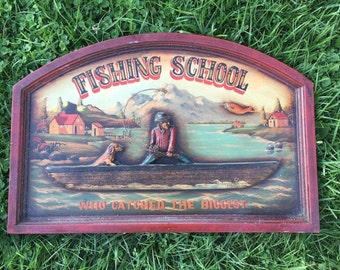 FISHING SCHOOL
WHO CATCHED THE BIGGEST